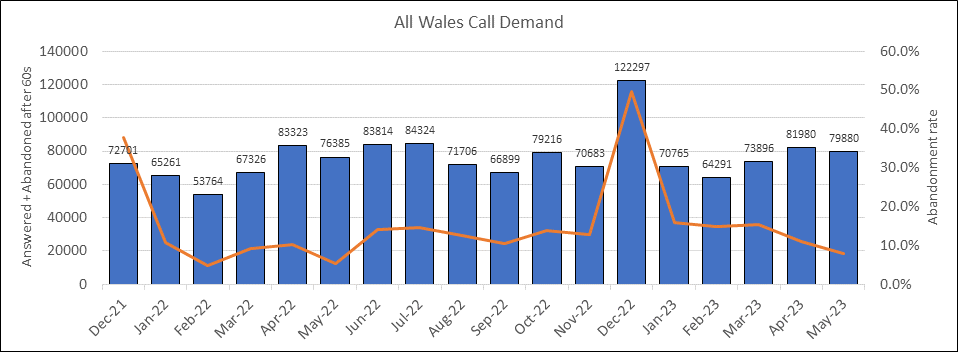 All Wales Call Demand
Answered + Abandoned after 60s
140000
120000
100000
80000
60000
40000
20000
0
72701
65261
53764
67326
83323
76385
83814
84324
71706
66899
79216
70683
122297
70765
64291
73896
81980
79880
60.0%
50.0%
40.0%
30.0%
20.0%
10.0%
0.0%
Abandonment rate
Dec-21
Jan-22
Feb-22
Mar-22
Apr-22
May-22
Jun-22
Jul-22
Aug-22
Sep-22
Oct-22
Nov-22
Dec-22
Jan-23
Feb-23
Mar-23
Apr-23
May-23